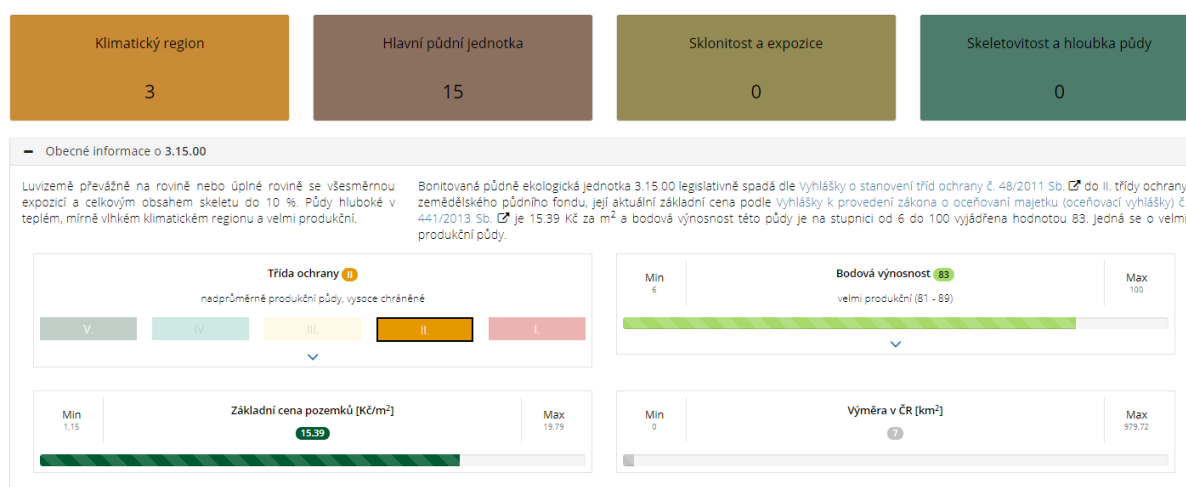 Klimatický region
3
Hlavní půdní jednotka
15
Sklonitost a expozice
0
Skeletovitost a hloubka půdy
0
Obecné informace o 3.15.00
Luvizemě převážně na rovině nebo úplné rovině se všesměrnou
expozicí a celkovým obsahem skeletu do 10 %. Půdy hluboké v
teplém, mírně vlhkém klimatickém regionu a velmi produkční.
Bonitovaná půdně ekologická jednotka 3.15.00 legislativně spadá dle Vyhlášky o stanovení tříd ochrany č. 48/2011 Sb. do II. třídy ochrany
zemědělského půdního fondu, její aktuální základní cena podle Vyhlášky k provedení zákona o oceňovaní majetku (oceňovací vyhlášky) č.
441/2013 Sb. je 15.39 Kč za m² a bodová výnosnost této půdy je na stupnici od 6 do 100 vyjádřena hodnotou 83. Jedná se o velmi
produkční půdy.
Třída ochrany II
nadprůměrně produkční půdy, vysoce chráněné
V. IV. III. II. I.
Min
6
Bodová výnosnost 83
velmi produkční (81 - 89)
Max
100
Min
1,15
Základní cena pozemků [Kč/m²]
15.39
Max
19,79
Min
0
Výměra v ČR [km²]
7
Max
979,72